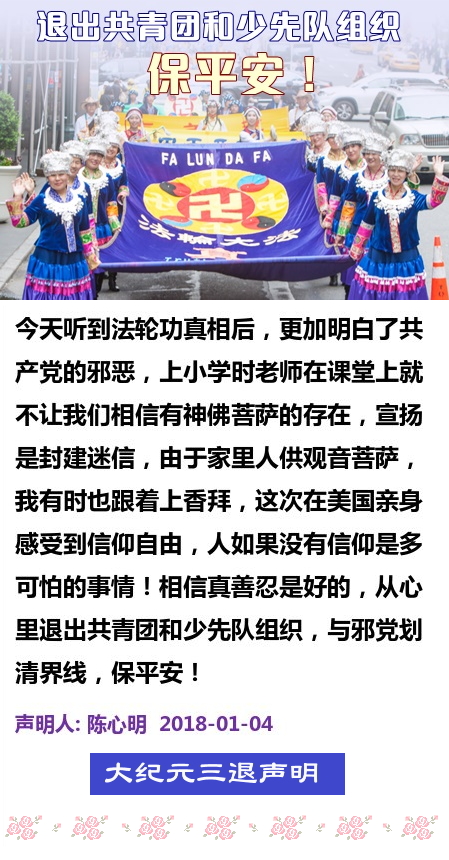 退出共青团和少先队组织
保平安！
FA LUN DA FA
法輪大法
今天听到法轮功真相后，更加明白了共
产党的邪恶，上小学时老师在课堂上就
不让我们相信有神佛菩萨的存在，宣扬
是封建迷信，由于家里人供观音菩萨，
我有时也跟着上香拜，这次在美国亲身
感受到信仰自由，人如果没有信仰是多
可怕的事情！相信真善忍是好的，从心
里退出共青团和少先队组织，与邪党划
清界线，保平安！
声明人: 陈心明 2018-01-04
大纪元三退声明